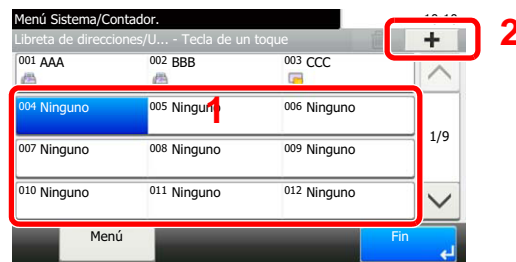 Menú Sistema/Contador.
10:10
Libreta de direcciones/U... - Tecla de un toque
+
2
001 AAA
002 BBB
003 CCC
004 Ninguno
005 Ninguno
006 Ninguno
1
1/9
007 Ninguno
008 Ninguno
009 Ninguno
010 Ninguno
011 Ninguno
012 Ninguno
Menú
Fin